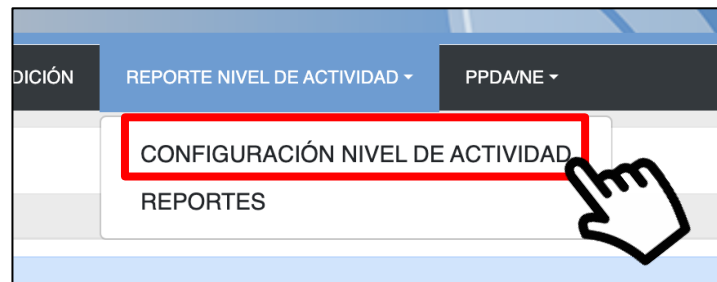 DICIÓN REPORTE NIVEL DE ACTIVIDAD PPDA/NE
CONFIGURACIÓN NIVEL DE ACTIVIDAD
REPORTES